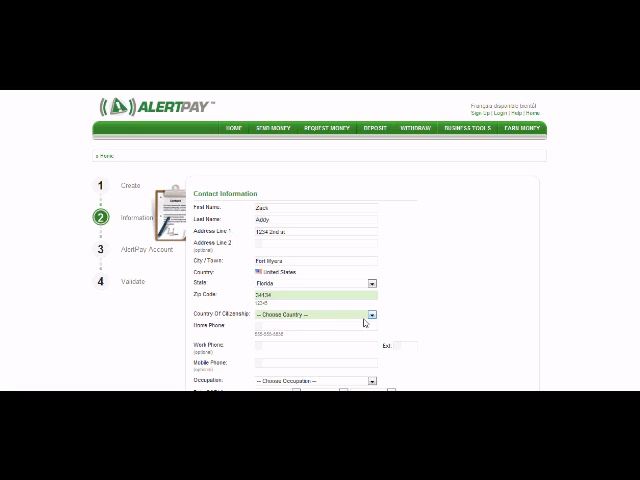 ALERTPAY™
Français disponible bientôt
Sign Up | Login | Help | Home
HOME SEND MONEY REQUEST MONEY DEPOSIT WITHDRAW BUSINESS TOOLS EARN MONEY
» Home
1 Create
2 Information
3 AlertPay Account
4 Validate
Contact Information
First Name: Zack
Last Name: Addy
Address Line 1 1234 2nd st
Address Line 2
(optional)
City / Town: Fort Myers
Country: United States
State: Florida
Zip Code: 34134
12345
Country Of Citizenship: -- Choose Country --
Home Phone:
555-555-5555
Work Phone: Ext:
(optional)
Mobile Phone:
(optional)
Occupation: -- Choose Occupation --